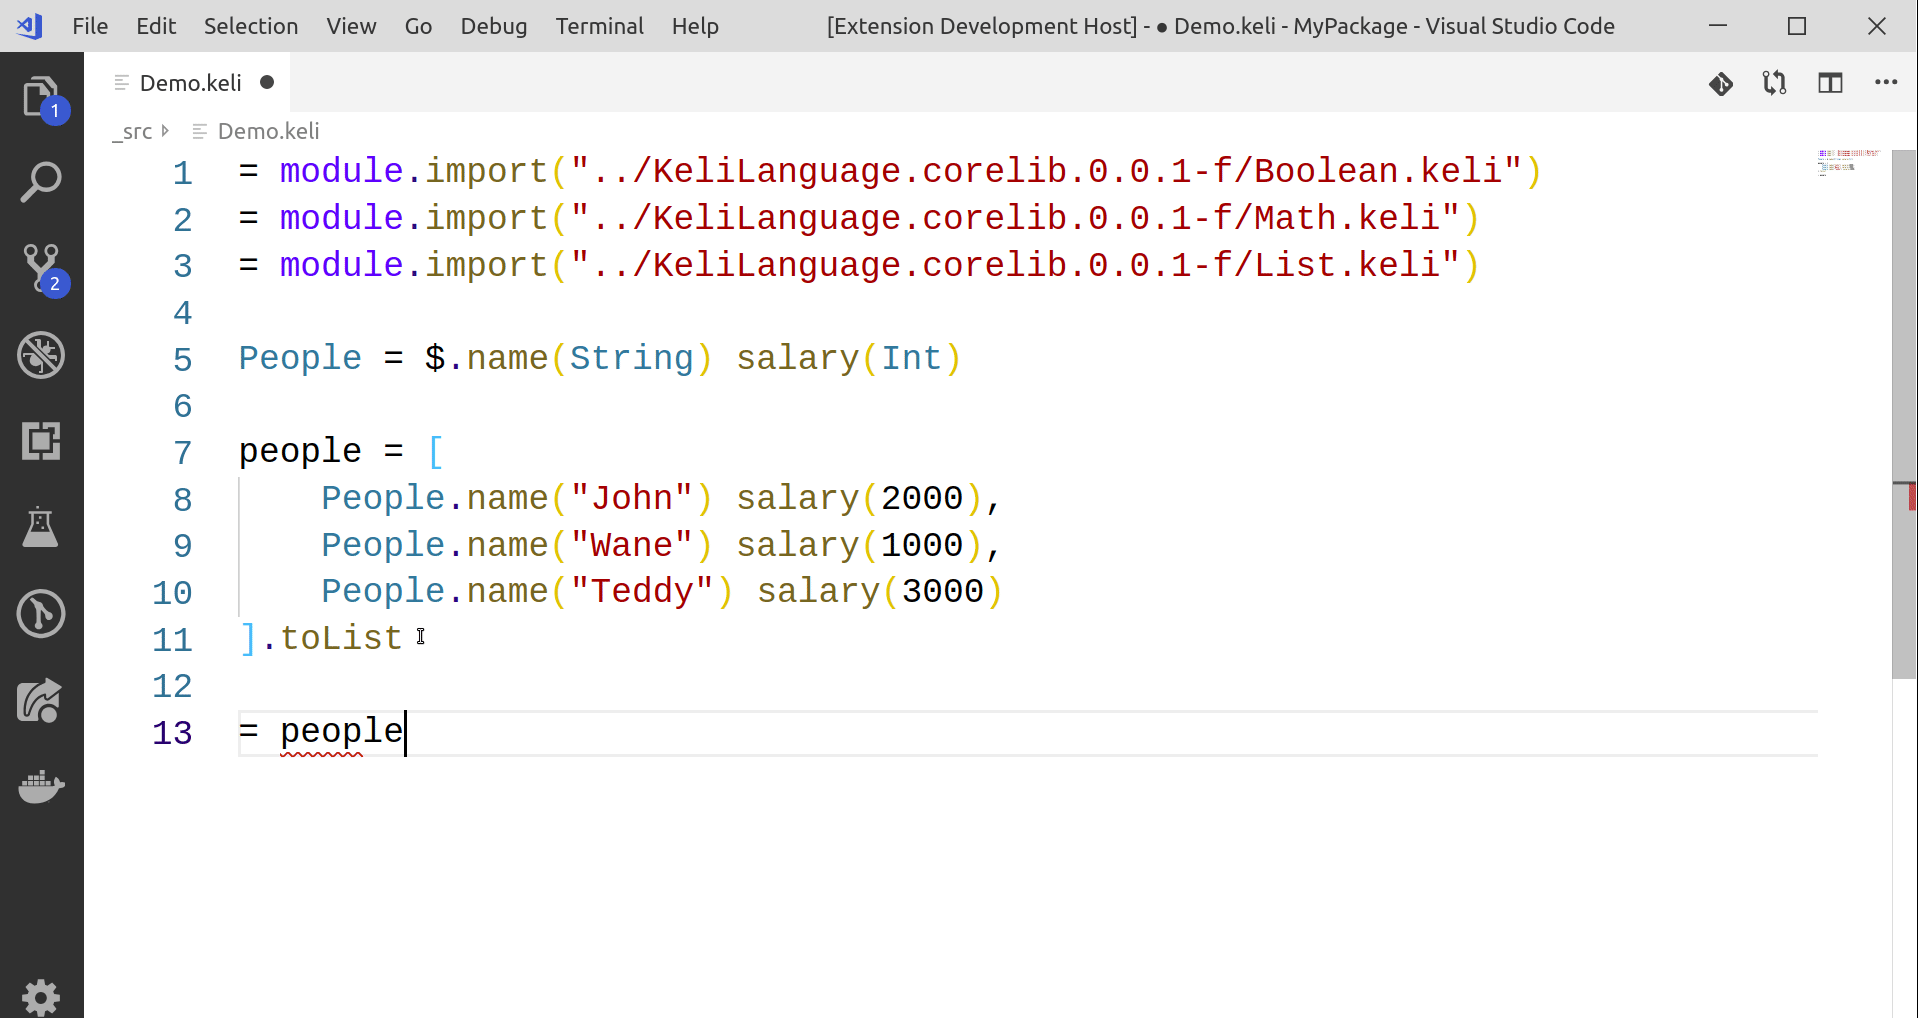 File Edit Selection View Go Debug Terminal Help [Extension Development Host] - ● Demo.keli - MyPackage - Visual Studio Code
Demo.keli ●
_src Demo.keli
1 = module.import("../KeliLanguage.corelib.0.0.1-f/Boolean.keli")
2 = module.import("../KeliLanguage.corelib.0.0.1-f/Math.keli")
3 = module.import("../KeliLanguage.corelib.0.0.1-f/List.keli")
4
5 People = $.name(String) salary(Int)
6
7 people = [
8     People.name("John") salary(2000),
9     People.name("Wane") salary(1000),
10     People.name("Teddy") salary(3000)
11 ].toList
12
13 = people
1
2